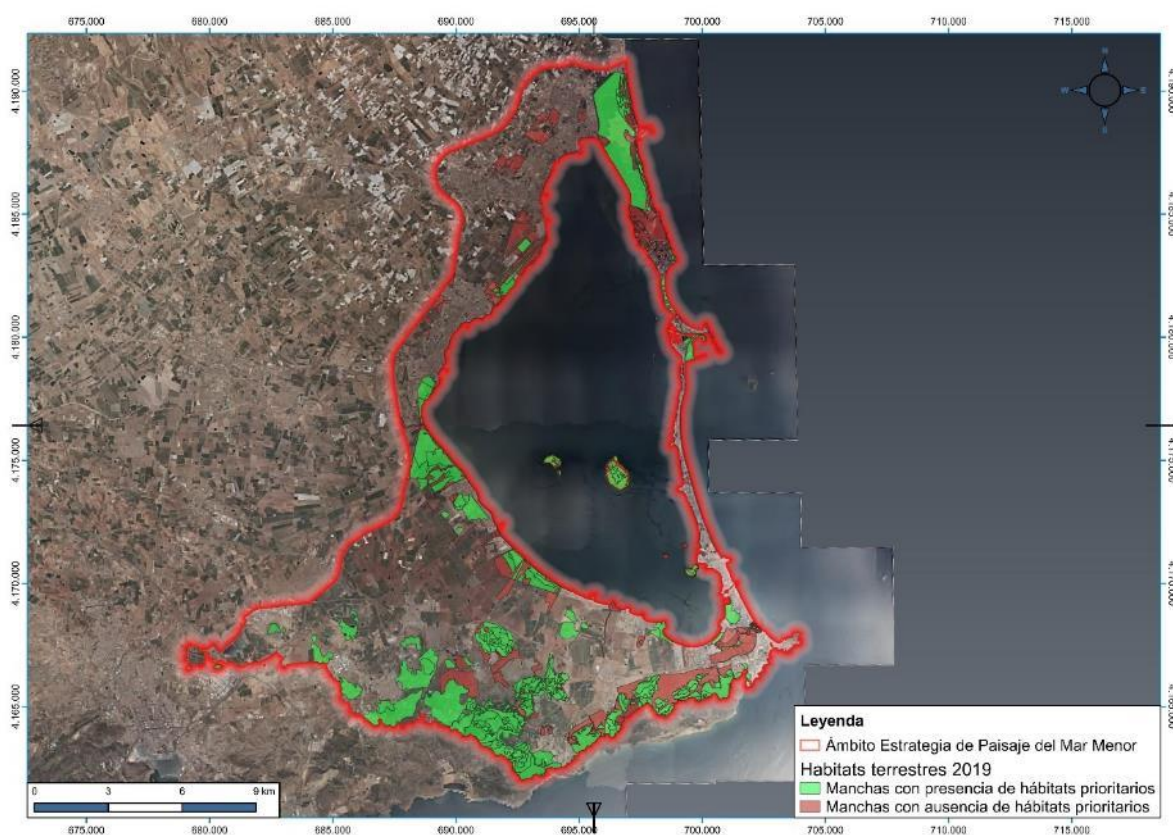 675.000 680.000 685.000 690.000 695.000 700.000 705.000 710.000 715.000
4.190.000
4.185.000
4.180.000
4.175.000
4.170.000
4.165.000
Leyenda
Ámbito Estrategia de Paisaje del Mar Menor
Habitats terrestres 2019
Manchas con presencia de hábitats prioritarios
Manchas con ausencia de hábitats prioritarios
0 3 6 9 km
675.000 680.000 685.000 690.000 695.000 700.000 705.000 710.000 715.000